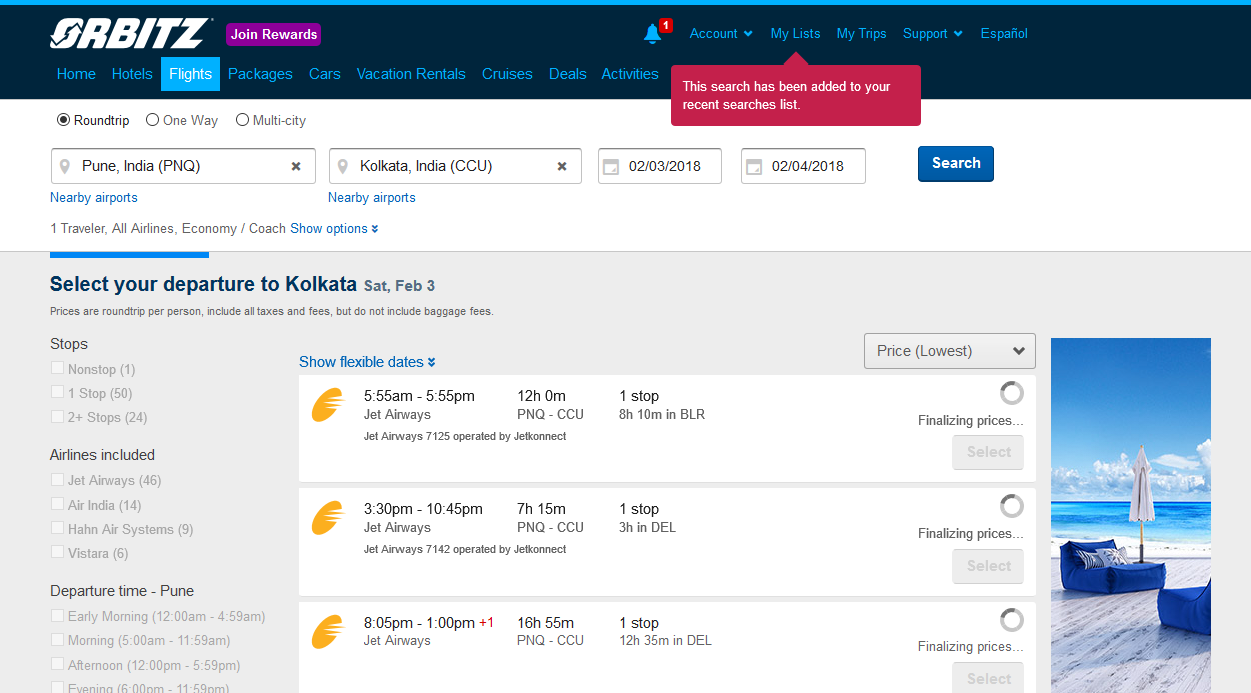 ORBITZ Join Rewards
1 Account My Lists My Trips Support Español
Home Hotels Flights Packages Cars Vacation Rentals Cruises Deals Activities
This search has been added to your
recent searches list.
Roundtrip One Way Multi-city
Pune, India (PNQ) Kolkata, India (CCU) 02/03/2018 02/04/2018 Search
Nearby airports Nearby airports
1 Traveler, All Airlines, Economy / Coach Show options
Select your departure to Kolkata Sat, Feb 3
Prices are roundtrip per person, include all taxes and fees, but do not include baggage fees.
Stops
Nonstop (1)
1 Stop (50)
2+ Stops (24)
Airlines included
Jet Airways (46)
Air India (14)
Hahn Air Systems (9)
Vistara (6)
Departure time - Pune
Early Morning (12:00am - 4:59am)
Morning (5:00am - 11:59am)
Afternoon (12:00pm - 5:59pm)
Evening (6:00pm - 11:59pm)
Show flexible dates
Price (Lowest)
5:55am - 5:55pm 12h 0m 1 stop
Jet Airways PNQ - CCU 8h 10m in BLR
Finalizing prices...
Jet Airways 7125 operated by Jetkonnect
Select
3:30pm - 10:45pm 7h 15m 1 stop
Jet Airways PNQ - CCU 3h in DEL
Finalizing prices...
Jet Airways 7142 operated by Jetkonnect
Select
8:05pm - 1:00pm +1 16h 55m 1 stop
Jet Airways PNQ - CCU 12h 35m in DEL
Finalizing prices...
Select